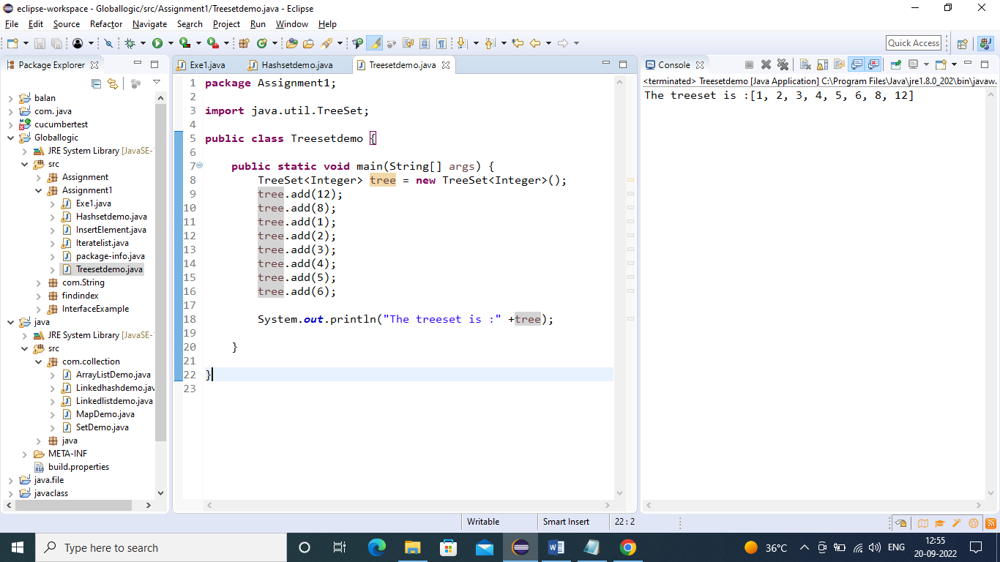 eclipse-workspace - Globallogic/src/Assignment1/Treesetdemo.java - Eclipse
File Edit Source Refactor Navigate Search Project Run Window Help
Quick Access
Package Explorer
balan
com. java
cucumbertest
Globallogic
JRE System Library [JavaSE-
src
Assignment
Assignment1
Exe1.java
Hashsetdemo.java
InsertElement.java
Iteratelist.java
package-info.java
Treesetdemo.java
com.String
findindex
InterfaceExample
java
JRE System Library [JavaSE-
src
com.collection
ArrayListDemo.java
Linkedhashdemo.jav
Linkedlistdemo.java
MapDemo.java
SetDemo.java
java
META-INF
build.properties
java.file
javaclass
Exe1.java Hashsetdemo.java Treesetdemo.java
1 package Assignment1;
2
3 import java.util.TreeSet;
4
5 public class Treesetdemo {
6
7 public static void main(String[] args) {
8 TreeSet<Integer> tree = new TreeSet<Integer>();
9 tree.add(12);
10 tree.add(8);
11 tree.add(1);
12 tree.add(2);
13 tree.add(3);
14 tree.add(4);
15 tree.add(5);
16 tree.add(6);
17
18 System.out.println("The treeset is :" +tree);
19
20 }
21
22 }
23
Console
<terminated> Treesetdemo [Java Application] C:\Program Files\Java\jre1.8.0_202\bin\javaw.
The treeset is :[1, 2, 3, 4, 5, 6, 8, 12]
Writable Smart Insert 22 : 2
Type here to search
36°C ENG 12:55
20-09-2022